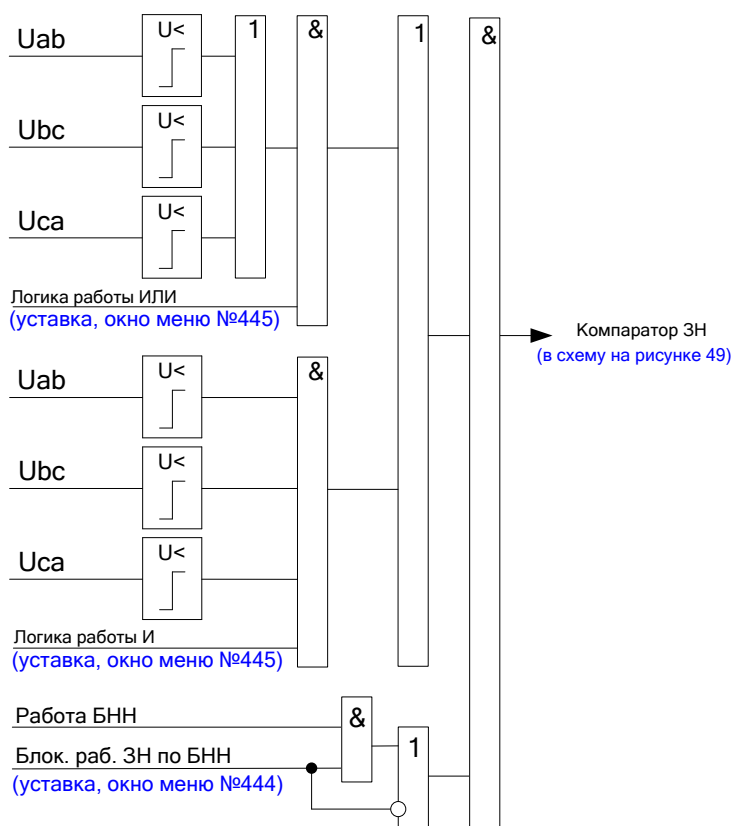 Uab
U<
1
&
1
&
Ubc
U<
Uca
U<
Логика работы ИЛИ
(уставка, окно меню №445)
Компаратор ЗН
(в схему на рисунке 49)
Uab
U<
&
Ubc
U<
Uca
U<
Логика работы И
(уставка, окно меню №445)
Работа БНН
&
Блок. раб. ЗН по БНН
1
(уставка, окно меню №444)